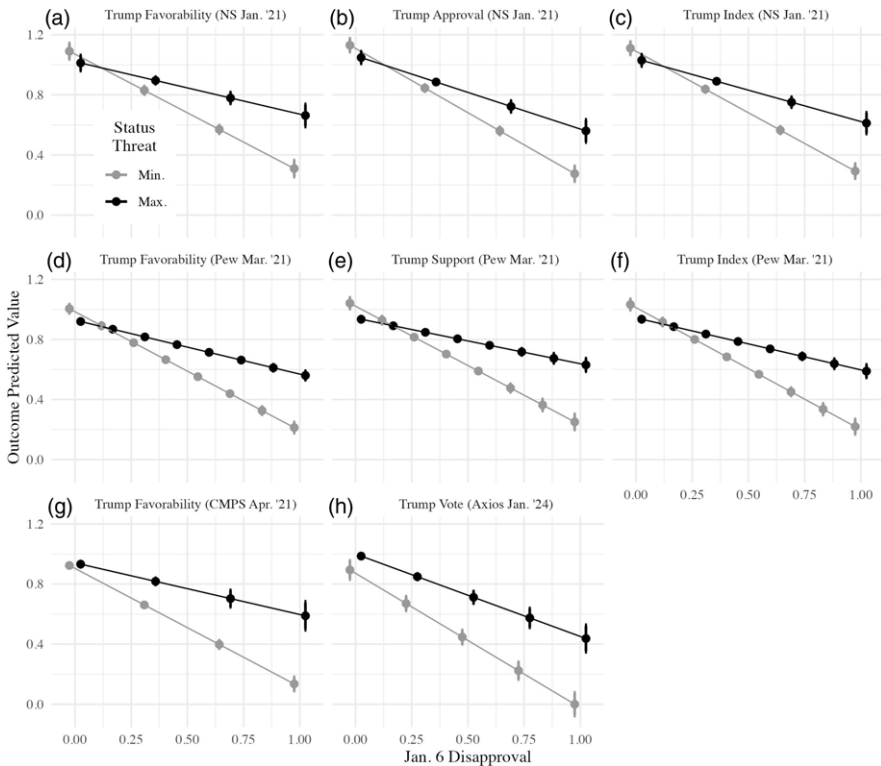 (a) Trump Favorability (NS Jan. '21)
(b) Trump Approval (NS Jan. '21)
(c) Trump Index (NS Jan. '21)
1.2
0.8
0.4
0.0
Status
Threat
Min.
Max.
(d) Trump Favorability (Pew Mar. '21)
(e) Trump Support (Pew Mar. '21)
(f) Trump Index (Pew Mar. '21)
Outcome Predicted Value
1.2
0.8
0.4
0.0
0.00 0.25 0.50 0.75 1.00
(g) Trump Favorability (CMPS Apr. '21)
(h) Trump Vote (Axios Jan. '24)
1.2
0.8
0.4
0.0
0.00 0.25 0.50 0.75 1.00
0.00 0.25 0.50 0.75 1.00
Jan. 6 Disapproval